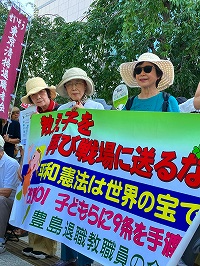 教え子を
再び戦場に送るな
平和憲法は世界の宝で
子どもらに9条を手渡
豊島退職教職員の会